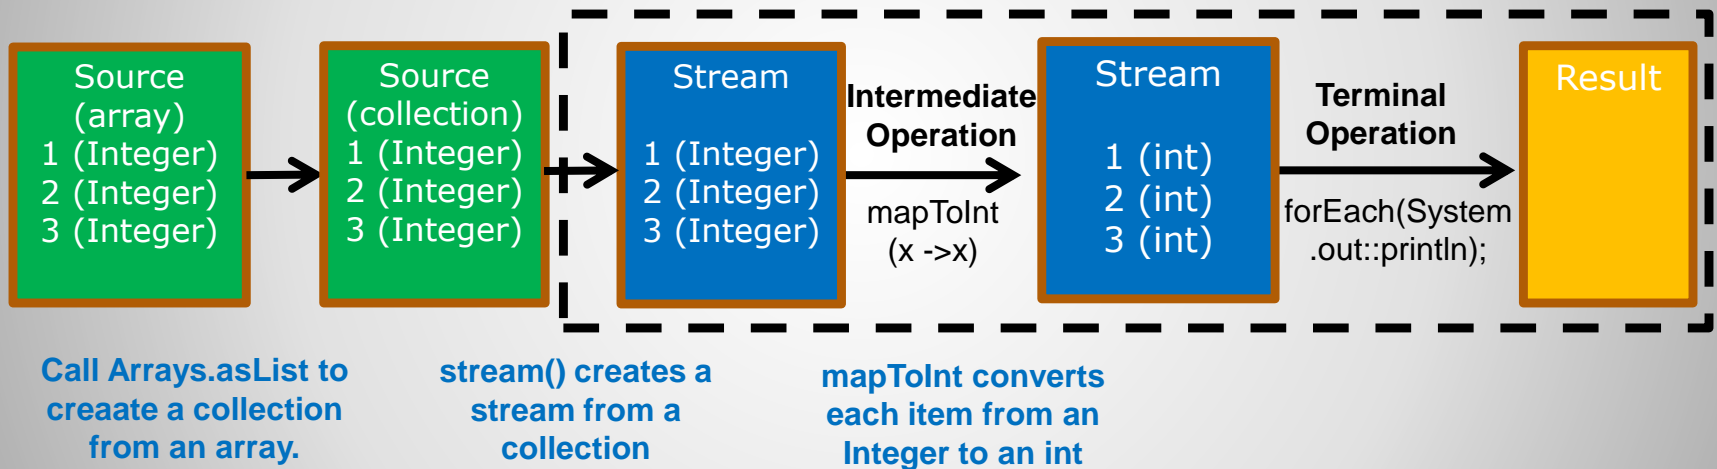 Source
(array)
1 (Integer)
2 (Integer)
3 (Integer)
Source
(collection)
1 (Integer)
2 (Integer)
3 (Integer)
Stream
1 (Integer)
2 (Integer)
3 (Integer)
Intermediate
Operation
mapToInt
(x ->x)
Stream
1 (int)
2 (int)
3 (int)
Terminal
Operation
forEach(System
.out::println);
Result
Call Arrays.asList to
creaate a collection
from an array.
stream() creates a
stream from a
collection
mapToInt converts
each item from an
Integer to an int